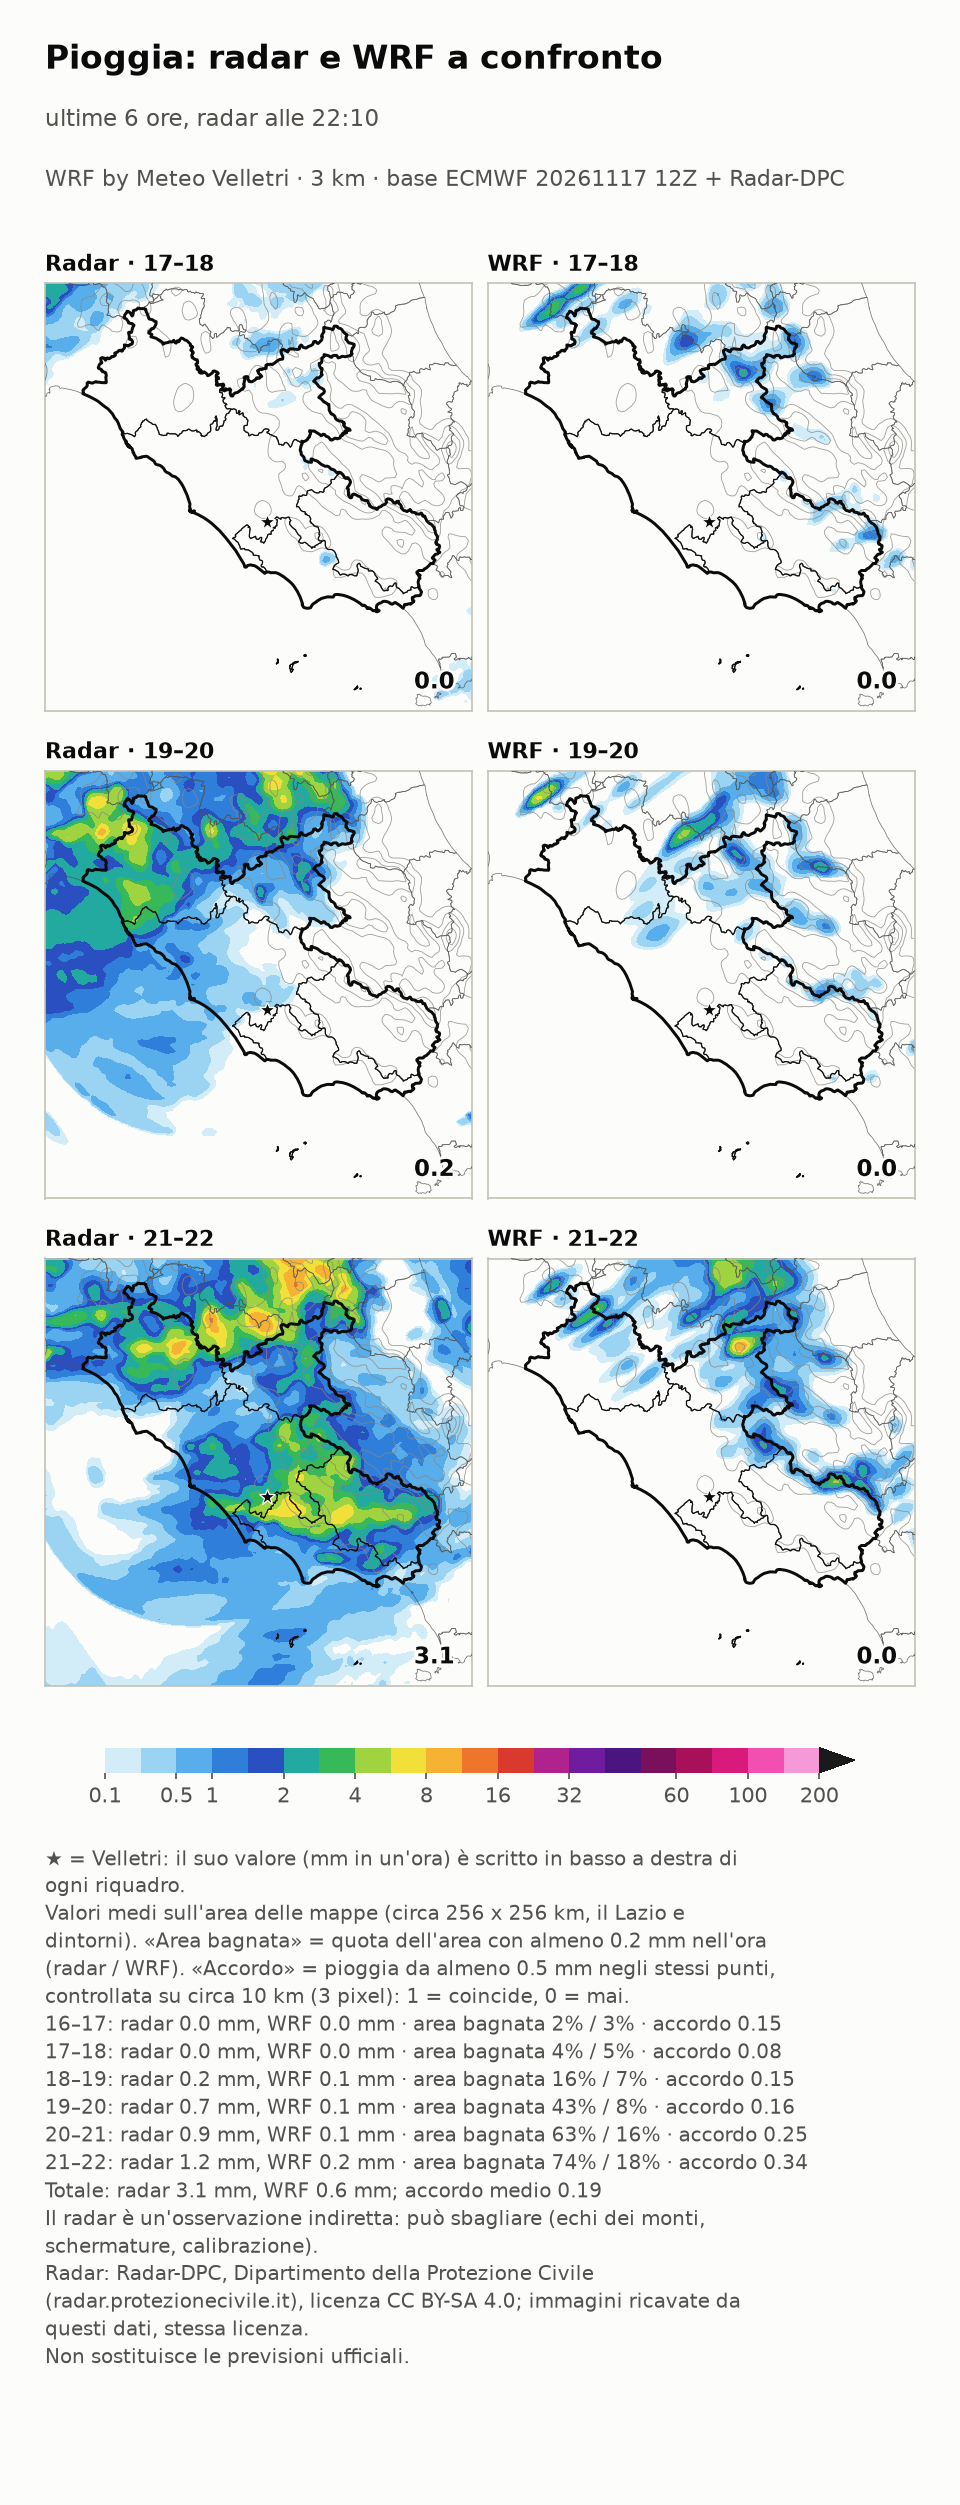 Pioggia: radar e WRF a confronto
ultime 6 ore, radar alle 22:10
WRF by Meteo Velletri · 3 km · base ECMWF 20261117 12Z + Radar-DPC
Radar · 17–18
WRF · 17–18
0.0
0.0
Radar · 19–20
WRF · 19–20
0.2
0.0
Radar · 21–22
WRF · 21–22
3.1
0.0
0.1 0.5 1 2 4 8 16 32 60 100 200
★ = Velletri: il suo valore (mm in un'ora) è scritto in basso a destra di
ogni riquadro.
Valori medi sull'area delle mappe (circa 256 x 256 km, il Lazio e
dintorni). «Area bagnata» = quota dell'area con almeno 0.2 mm nell'ora
(radar / WRF). «Accordo» = pioggia da almeno 0.5 mm negli stessi punti,
controllata su circa 10 km (3 pixel): 1 = coincide, 0 = mai.
16–17: radar 0.0 mm, WRF 0.0 mm · area bagnata 2% / 3% · accordo 0.15
17–18: radar 0.0 mm, WRF 0.0 mm · area bagnata 4% / 5% · accordo 0.08
18–19: radar 0.2 mm, WRF 0.1 mm · area bagnata 16% / 7% · accordo 0.15
19–20: radar 0.7 mm, WRF 0.1 mm · area bagnata 43% / 8% · accordo 0.16
20–21: radar 0.9 mm, WRF 0.1 mm · area bagnata 63% / 16% · accordo 0.25
21–22: radar 1.2 mm, WRF 0.2 mm · area bagnata 74% / 18% · accordo 0.34
Totale: radar 3.1 mm, WRF 0.6 mm; accordo medio 0.19
Il radar è un'osservazione indiretta: può sbagliare (echi dei monti,
schermature, calibrazione).
Radar: Radar-DPC, Dipartimento della Protezione Civile
(radar.protezionecivile.it), licenza CC BY-SA 4.0; immagini ricavate da
questi dati, stessa licenza.
Non sostituisce le previsioni ufficiali.